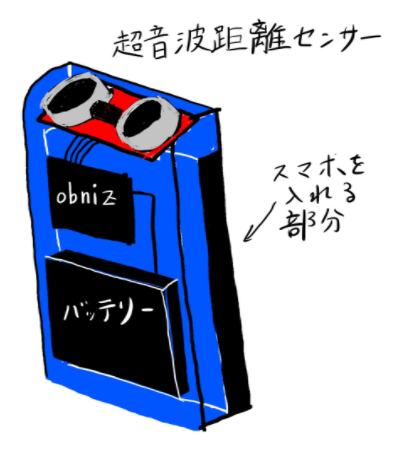 超音波距離センサー
obniz
スマホを
入れる
部分
バッテリー